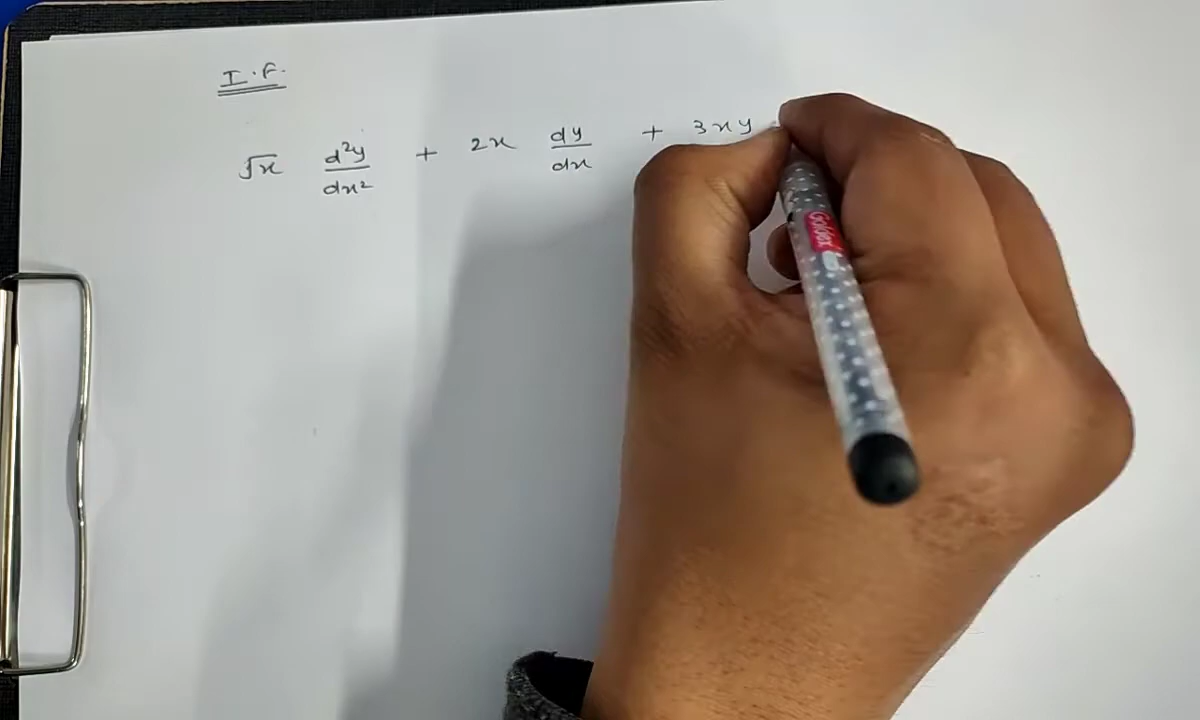 I.F.
√x d²y/dx² + 2x dy/dx + 3xy